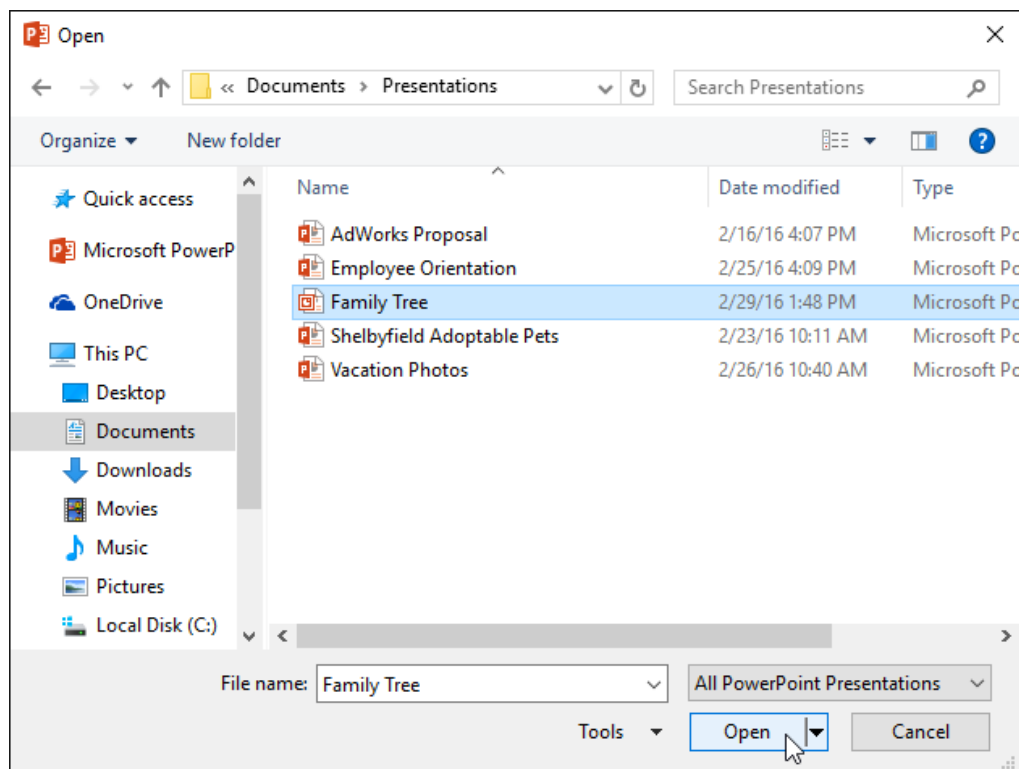 Open
« Documents > Presentations
Search Presentations
Organize
New folder
Name
Date modified
Type
Quick access
Microsoft PowerP
OneDrive
This PC
Desktop
Documents
Downloads
Movies
Music
Pictures
Local Disk (C:)
AdWorks Proposal 2/16/16 4:07 PM Microsoft Po
Employee Orientation 2/25/16 4:09 PM Microsoft Po
Family Tree 2/29/16 1:48 PM Microsoft Po
Shelbyfield Adoptable Pets 2/23/16 10:11 AM Microsoft Po
Vacation Photos 2/26/16 10:40 AM Microsoft Po
File name: Family Tree
All PowerPoint Presentations
Tools
Open
Cancel